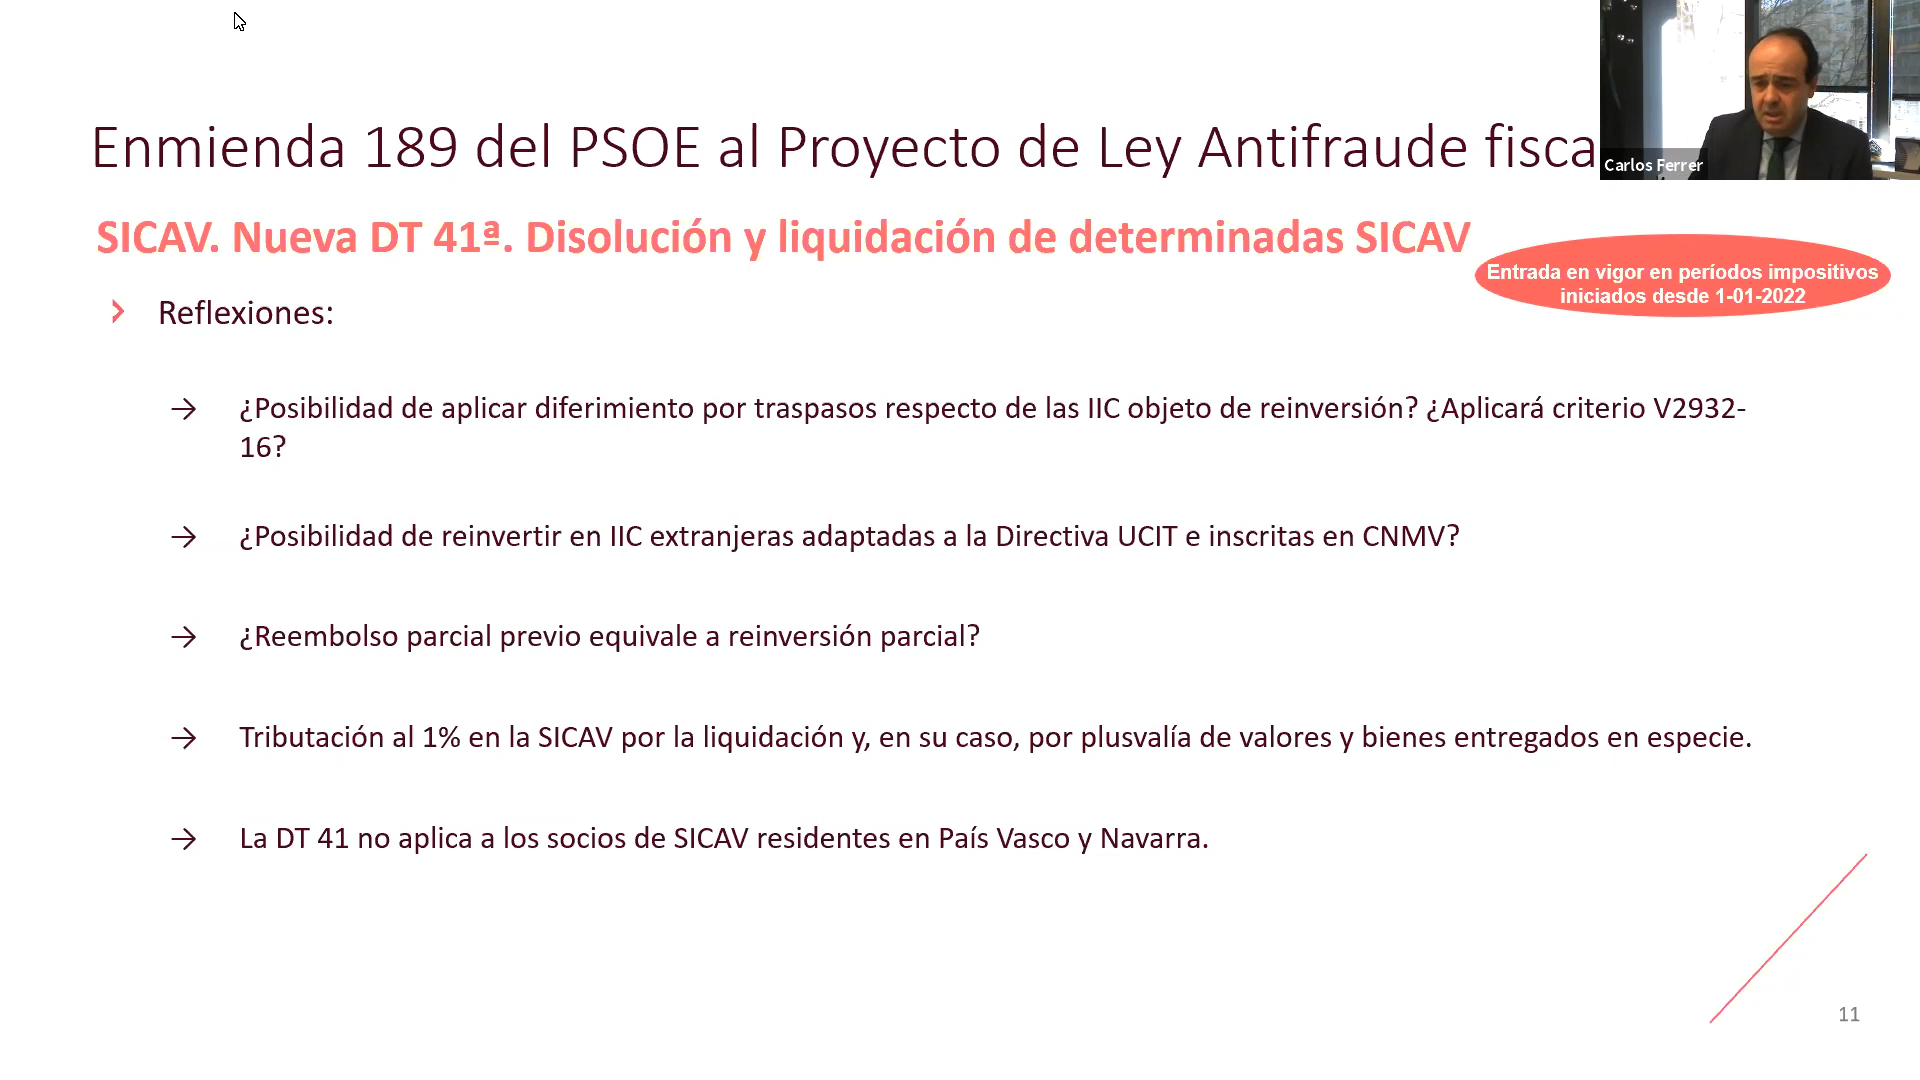 Enmienda 189 del PSOE al Proyecto de Ley Antifraude fisca
Carlos Ferrer
SICAV. Nueva DT 41ª. Disolución y liquidación de determinadas SICAV
Entrada en vigor en períodos impositivos
iniciados desde 1-01-2022
Reflexiones:
¿Posibilidad de aplicar diferimiento por traspasos respecto de las IIC objeto de reinversión? ¿Aplicará criterio V2932-
16?
¿Posibilidad de reinvertir en IIC extranjeras adaptadas a la Directiva UCIT e inscritas en CNMV?
¿Reembolso parcial previo equivale a reinversión parcial?
Tributación al 1% en la SICAV por la liquidación y, en su caso, por plusvalía de valores y bienes entregados en especie.
La DT 41 no aplica a los socios de SICAV residentes en País Vasco y Navarra.
11